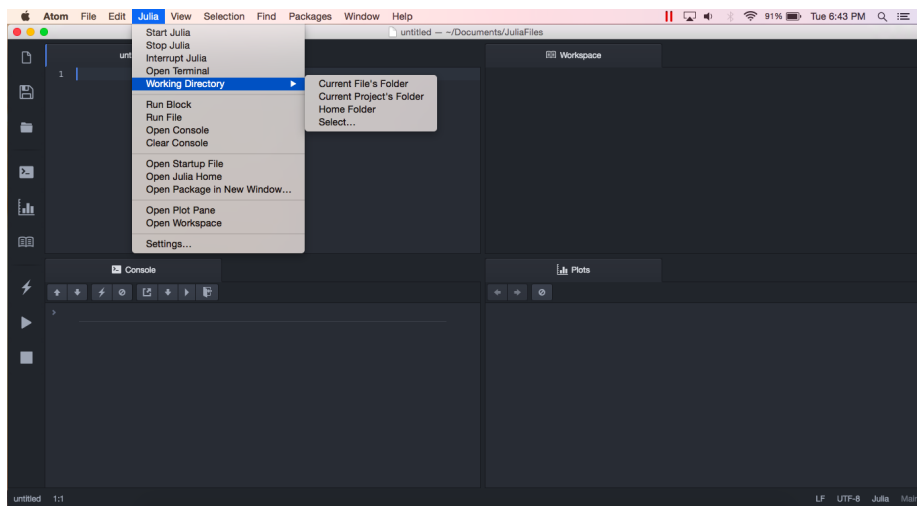 Atom File Edit Julia View Selection Find Packages Window Help 91% Tue 6:43 PM
untitled — ~/Documents/JuliaFiles
Start Julia
Stop Julia
Interrupt Julia
Open Terminal
Working Directory
Run Block
Run File
Open Console
Clear Console
Open Startup File
Open Julia Home
Open Package in New Window...
Open Plot Pane
Open Workspace
Settings...
Current File's Folder
Current Project's Folder
Home Folder
Select...
unt
1
Workspace
Console
>
Plots
untitled 1:1 LF UTF-8 Julia Main